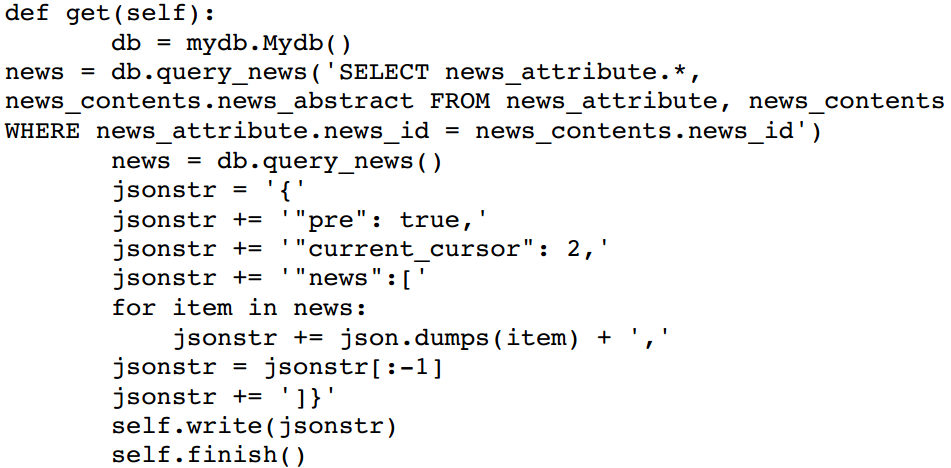 def get(self):
        db = mydb.Mydb()
news = db.query_news('SELECT news_attribute.*,
news_contents.news_abstract FROM news_attribute, news_contents
WHERE news_attribute.news_id = news_contents.news_id')
        news = db.query_news()
        jsonstr = '{'
        jsonstr += '"pre": true,'
        jsonstr += '"current_cursor": 2,'
        jsonstr += '"news":['
        for item in news:
            jsonstr += json.dumps(item) + ','
        jsonstr = jsonstr[:-1]
        jsonstr += ']}'
        self.write(jsonstr)
        self.finish()